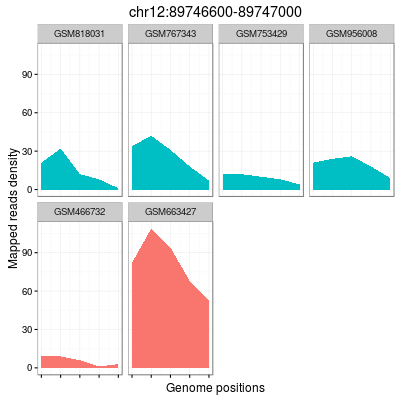 chr12:89746600-89747000
GSM818031 GSM767343 GSM753429 GSM956008
90
60
30
0
GSM466732 GSM663427
90
60
30
0
Mapped reads density
Genome positions